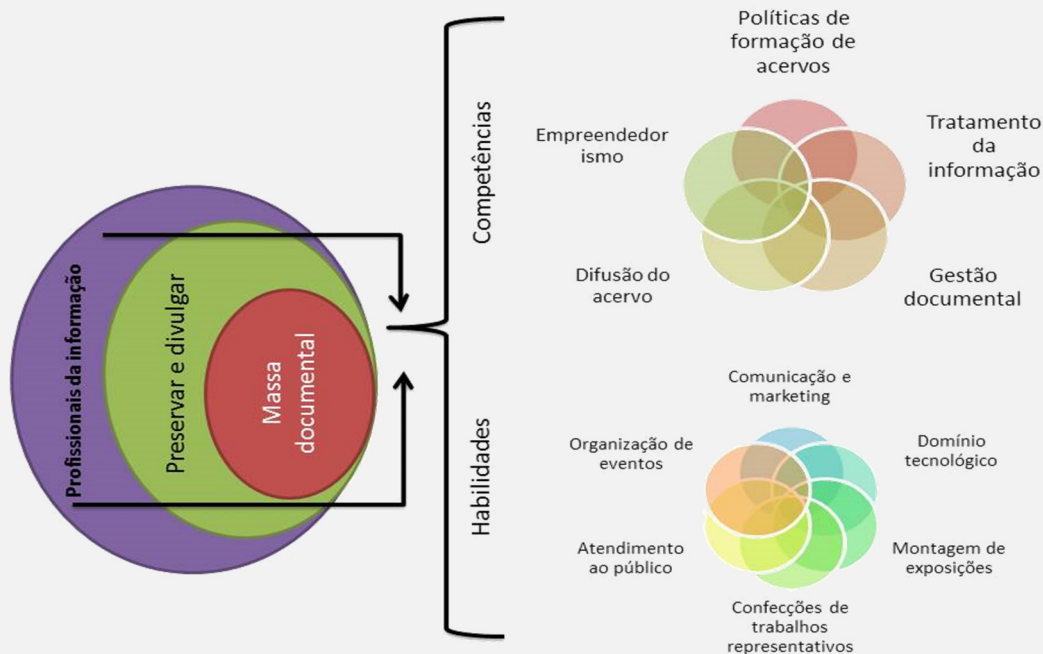 Profissionais da informação
Preservar e divulgar
Massa
documental
Competências
Habilidades
Políticas de
formação de
acervos
Tratamento
da
informação
Gestão
documental
Difusão do
acervo
Empreendedor
ismo
Comunicação e
marketing
Domínio
tecnológico
Montagem de
exposições
Confecções de
trabalhos
representativos
Atendimento
ao público
Organização de
eventos